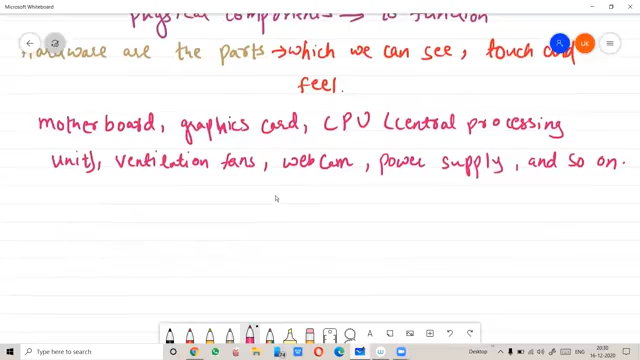 Microsoft Whiteboard
physical components → to function
Hardware are the parts → which we can see, touch and
feel.
UK
motherboard, graphics card, CPU (central processing
unit), ventilation fans, webcam, power supply, and so on.
Type here to search
Desktop
ENG
20:30
16-12-2020